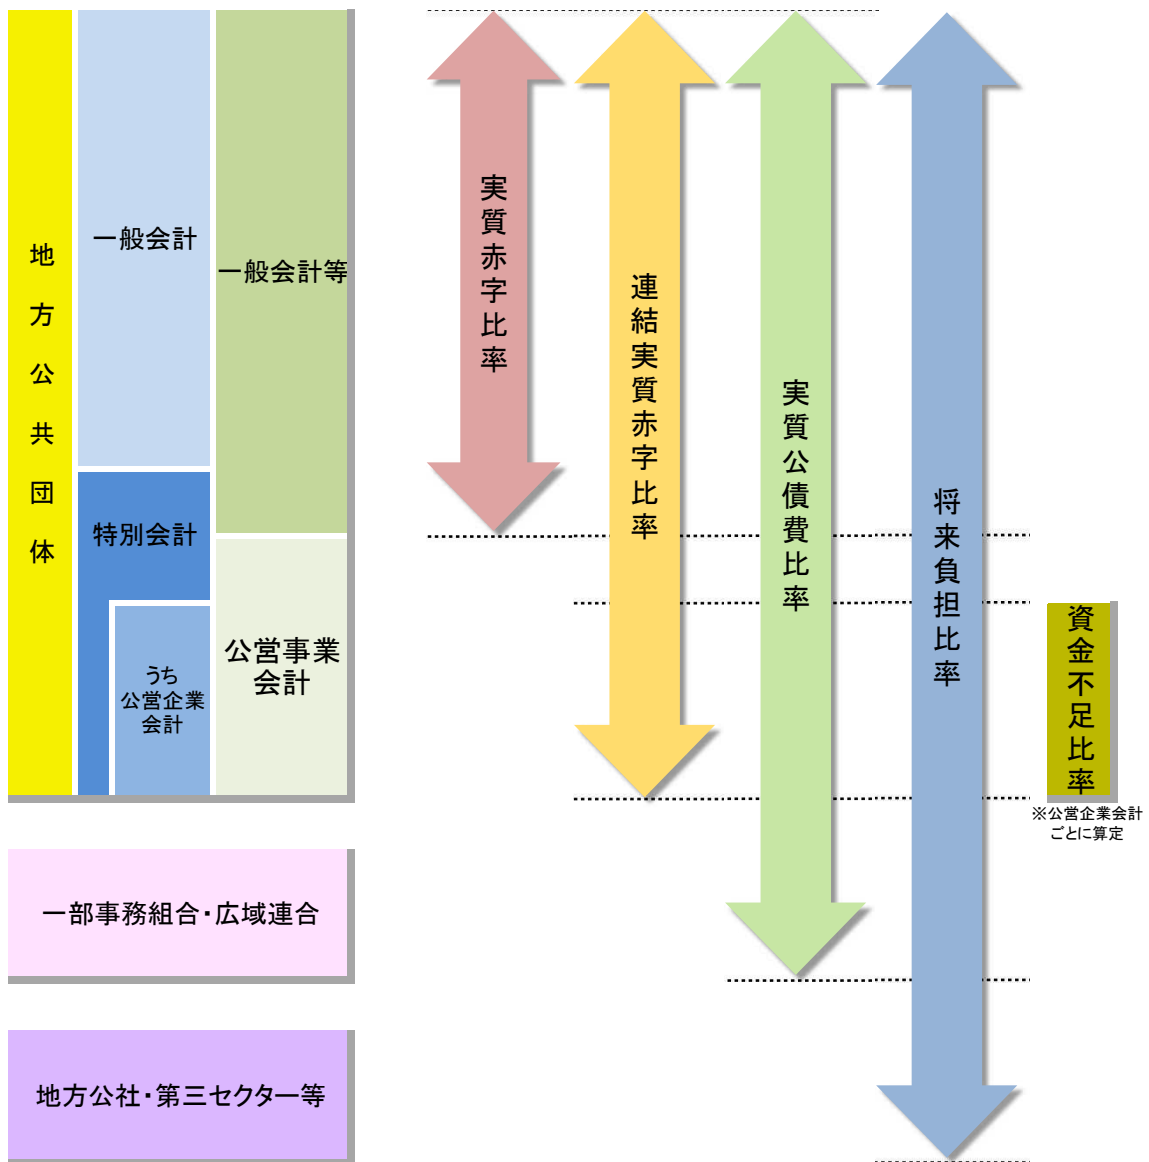 地方公共団体
一般会計
一般会計等
特別会計
うち
公営企業
会計
公営事業
会計
実質赤字比率
連結実質赤字比率
実質公債費比率
将来負担比率
資金不足比率
※公営企業会計
ごとに算定
一部事務組合・広域連合
地方公社・第三セクター等